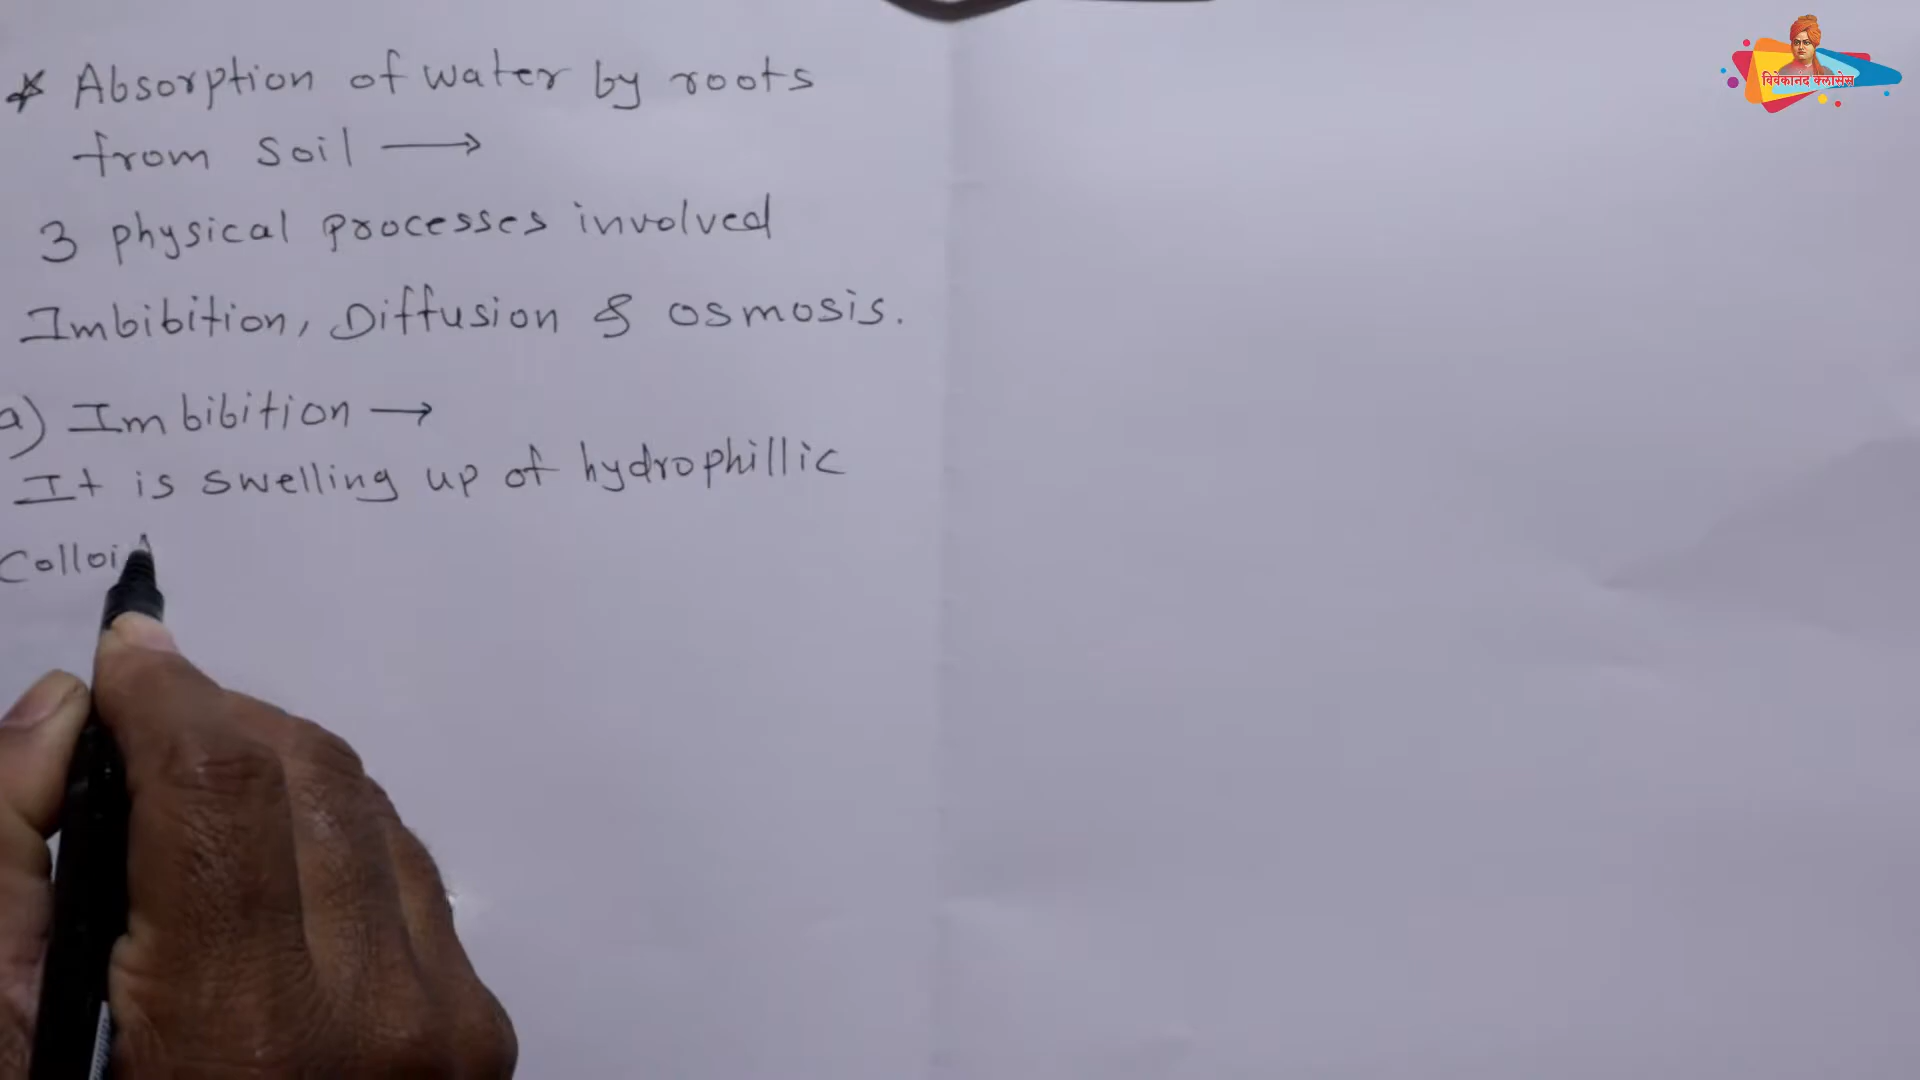 * Absorption of water by roots
from soil →
3 physical processes involved
Imbibition, Diffusion & osmosis.
a) Imbibition →
It is swelling up of hydrophillic
विवेकानंद क्लासेस